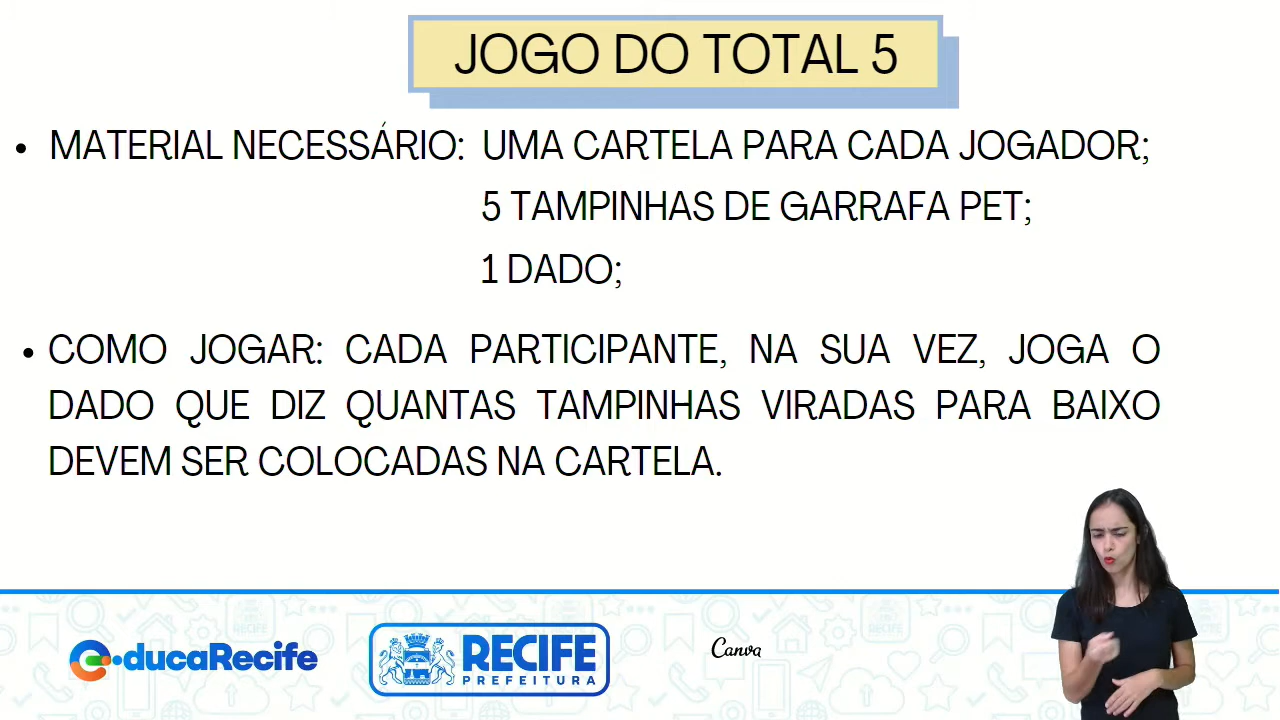 JOGO DO TOTAL 5
• MATERIAL NECESSÁRIO: UMA CARTELA PARA CADA JOGADOR;
5 TAMPINHAS DE GARRAFA PET;
1 DADO;
• COMO JOGAR: CADA PARTICIPANTE, NA SUA VEZ, JOGA O
DADO QUE DIZ QUANTAS TAMPINHAS VIRADAS PARA BAIXO
DEVEM SER COLOCADAS NA CARTELA.
EducaRecife
RECIFE
PREFEITURA
Canva